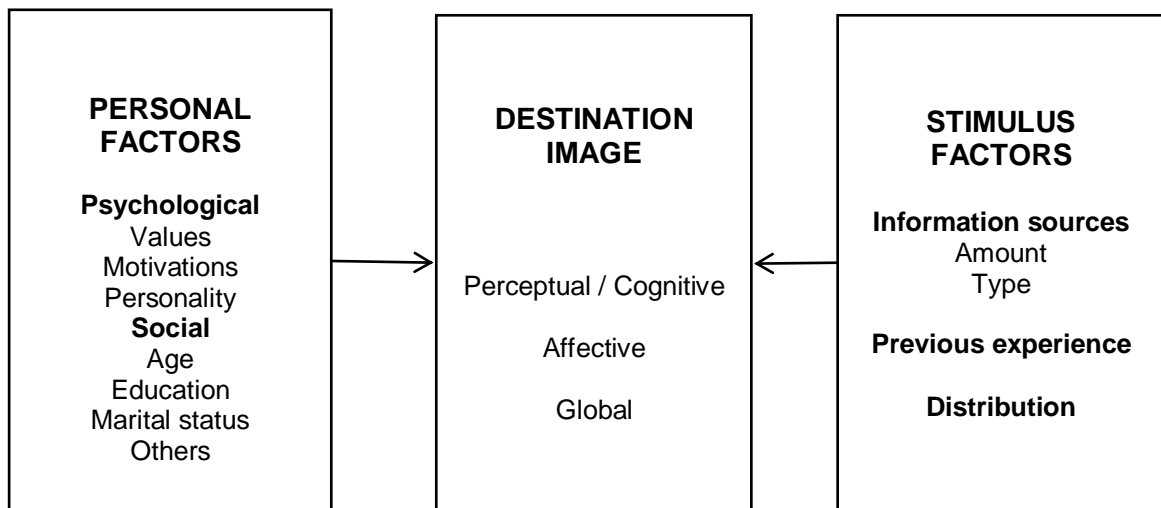 PERSONAL
FACTORS
Psychological
Values
Motivations
Personality
Social
Age
Education
Marital status
Others
DESTINATION
IMAGE
Perceptual / Cognitive
Affective
Global
STIMULUS
FACTORS
Information sources
Amount
Type
Previous experience
Distribution